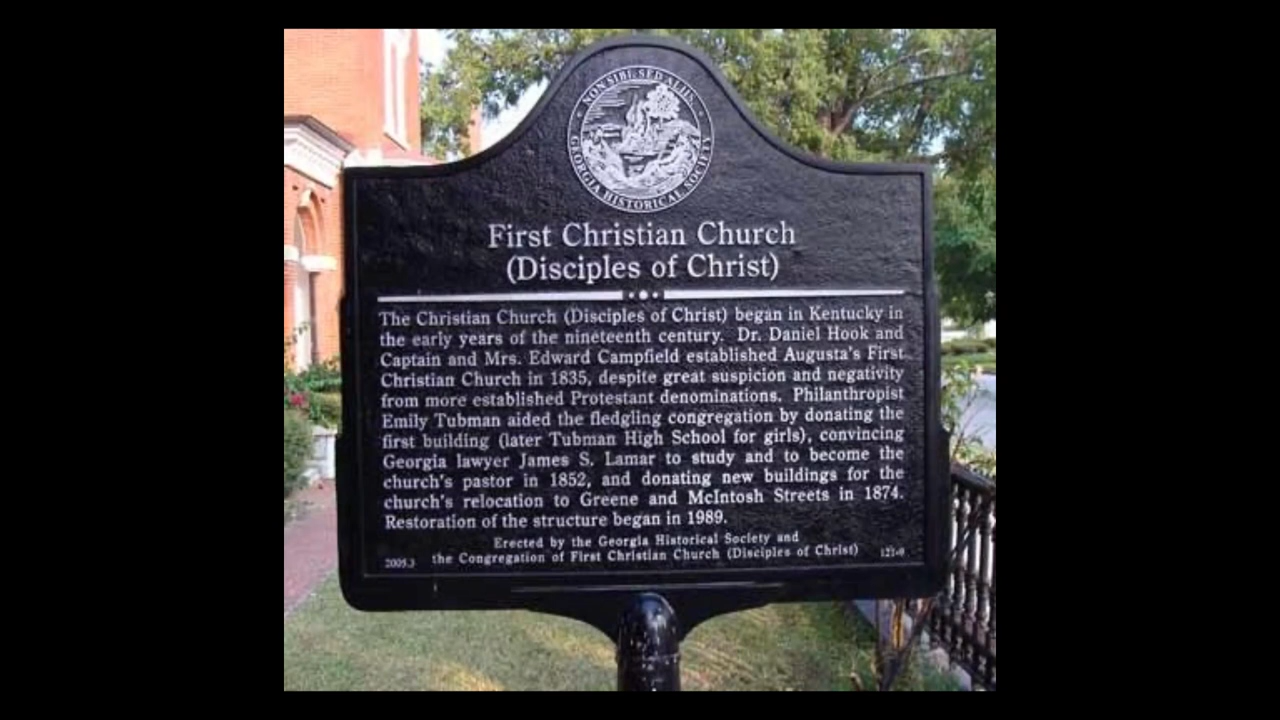 NON SIBI, SED ALIIS
GEORGIA HISTORICAL SOCIETY
First Christian Church
(Disciples of Christ)
The Christian Church (Disciples of Christ) began in Kentucky in
the early years of the nineteenth century. Dr. Daniel Hook and
Captain and Mrs. Edward Campfield established Augusta's First
Christian Church in 1835, despite great suspicion and negativity
from more established Protestant denominations. Philanthropist
Emily Tubman aided the fledgling congregation by donating the
first building (later Tubman High School for girls), convincing
Georgia lawyer James S. Lamar to study and to become the
church's pastor in 1852, and donating new buildings for the
church's relocation to Greene and McIntosh Streets in 1874.
Restoration of the structure began in 1989.
Erected by the Georgia Historical Society and
the Congregation of First Christian Church (Disciples of Christ)
2005.3